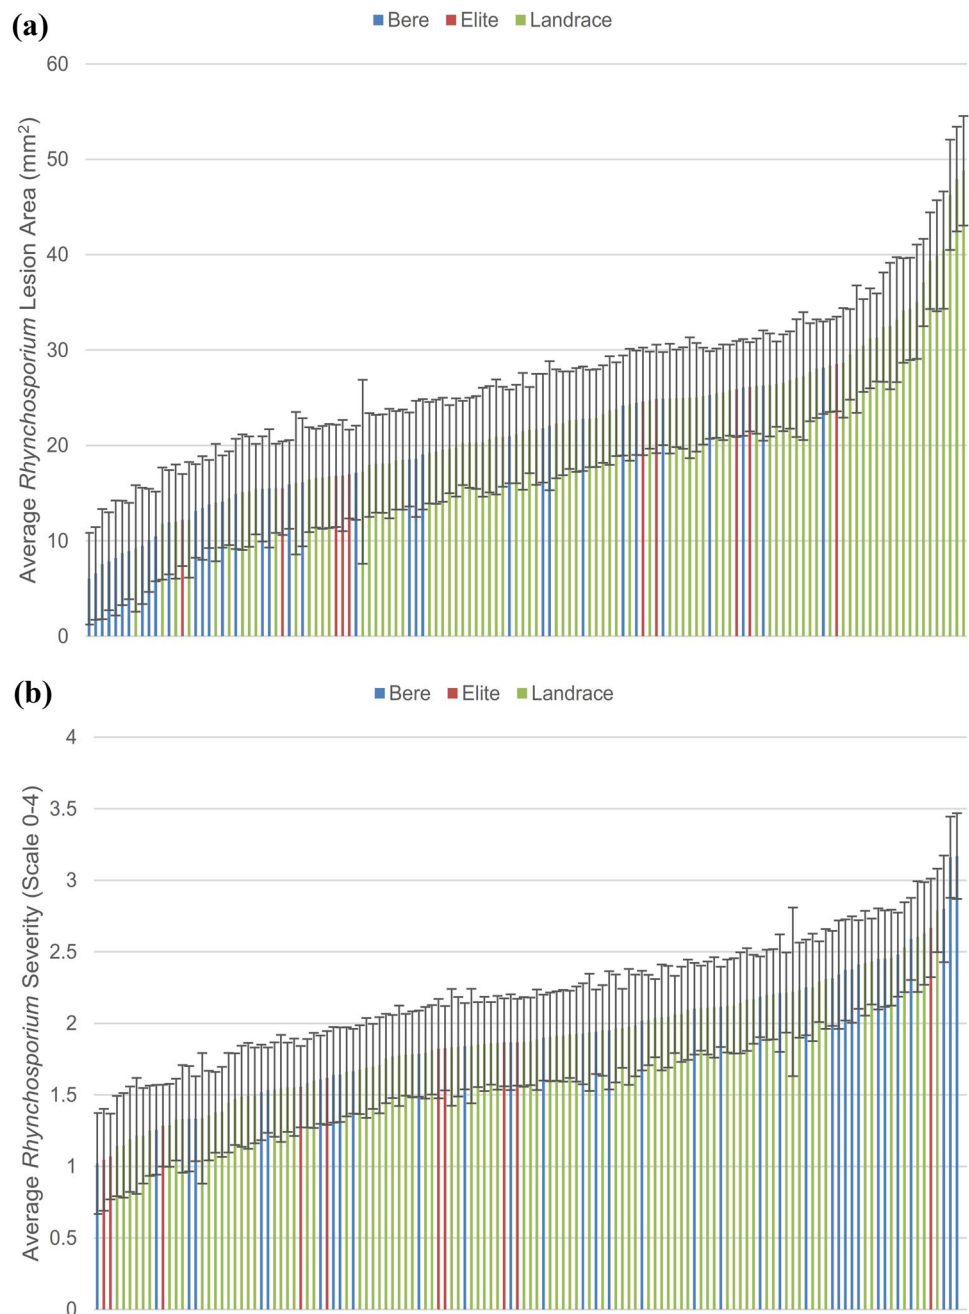 (a)
Bere Elite Landrace
60
50
40
30
20
10
0
Average Rhynchosporium Lesion Area (mm²)
(b)
Bere Elite Landrace
4
3.5
3
2.5
2
1.5
1
0.5
0
Average Rhynchosporium Severity (Scale 0-4)